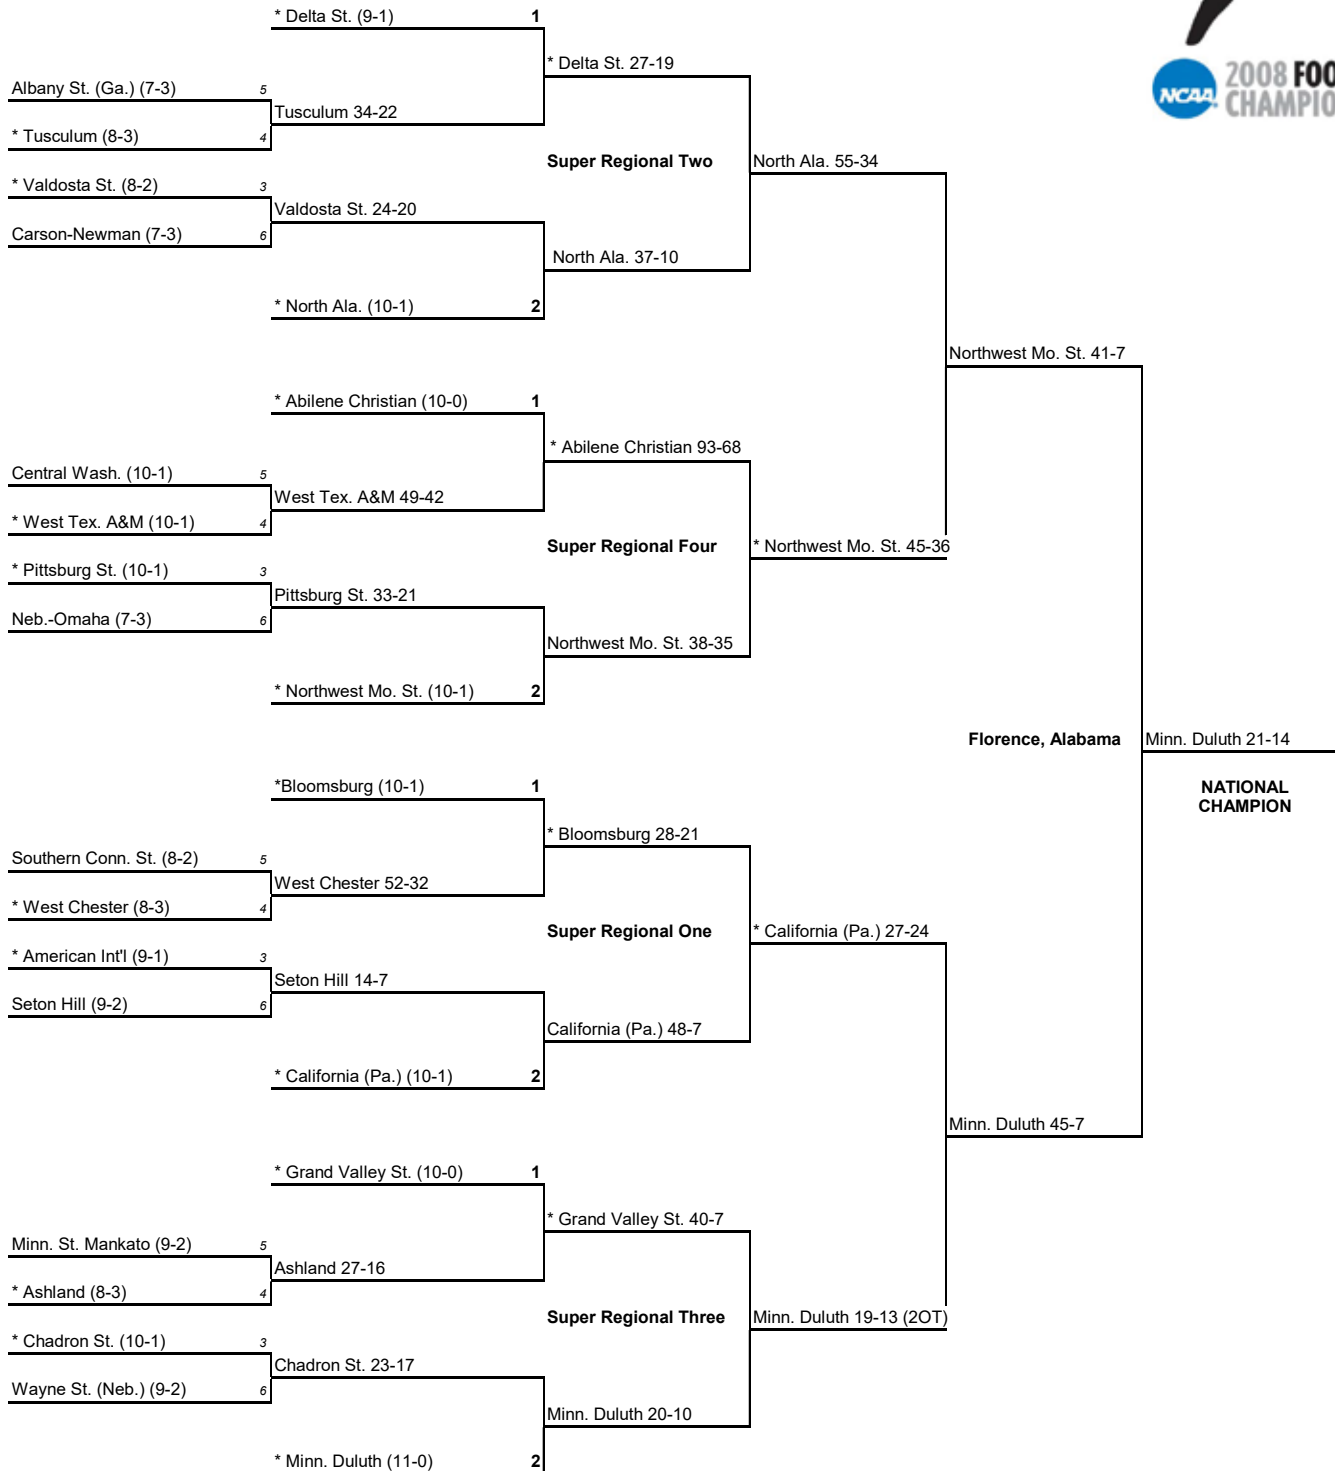 * Delta St. (9-1) 1
NCAA 2008 FOO
CHAMPIO
* Delta St. 27-19
Albany St. (Ga.) (7-3) 5
Tusculum 34-22
* Tusculum (8-3) 4
Super Regional Two
North Ala. 55-34
* Valdosta St. (8-2) 3
Valdosta St. 24-20
Carson-Newman (7-3) 6
North Ala. 37-10
* North Ala. (10-1) 2
Northwest Mo. St. 41-7
* Abilene Christian (10-0) 1
* Abilene Christian 93-68
Central Wash. (10-1) 5
West Tex. A&M 49-42
* West Tex. A&M (10-1) 4
Super Regional Four
* Northwest Mo. St. 45-36
* Pittsburg St. (10-1) 3
Pittsburg St. 33-21
Neb.-Omaha (7-3) 6
Northwest Mo. St. 38-35
* Northwest Mo. St. (10-1) 2
Florence, Alabama
Minn. Duluth 21-14
NATIONAL
CHAMPION
*Bloomsburg (10-1) 1
* Bloomsburg 28-21
Southern Conn. St. (8-2) 5
West Chester 52-32
* West Chester (8-3) 4
Super Regional One
* California (Pa.) 27-24
* American Int'l (9-1) 3
Seton Hill 14-7
Seton Hill (9-2) 6
California (Pa.) 48-7
* California (Pa.) (10-1) 2
Minn. Duluth 45-7
* Grand Valley St. (10-0) 1
* Grand Valley St. 40-7
Minn. St. Mankato (9-2) 5
Ashland 27-16
* Ashland (8-3) 4
Super Regional Three
Minn. Duluth 19-13 (2OT)
* Chadron St. (10-1) 3
Chadron St. 23-17
Wayne St. (Neb.) (9-2) 6
Minn. Duluth 20-10
* Minn. Duluth (11-0) 2